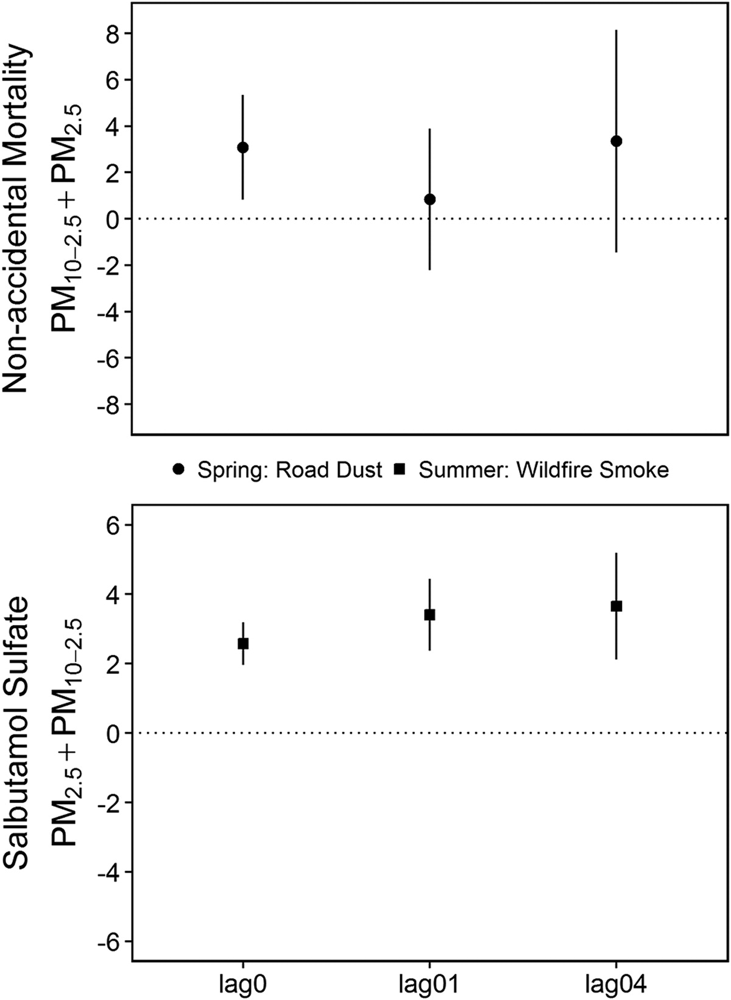 Non-accidental Mortality
PM10–2.5 + PM2.5
8
6
4
2
0
-2
-4
-6
-8
Spring: Road Dust Summer: Wildfire Smoke
Salbutamol Sulfate
PM2.5 + PM10–2.5
6
4
2
0
-2
-4
-6
lag0 lag01 lag04